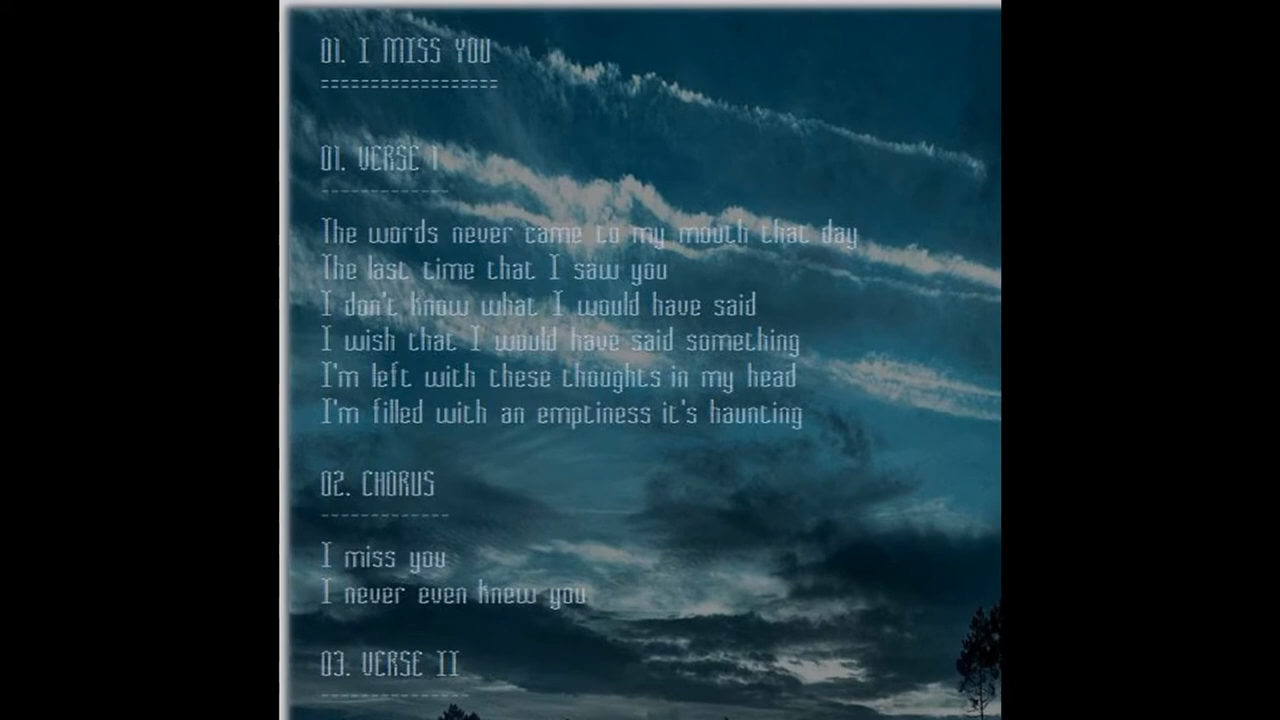 01. I MISS YOU
==================
01. VERSE I
------------
The words never came to my mouth that day
The last time that I saw you
I don't know what I would have said
I wish that I would have said something
I'm left with these thoughts in my head
I'm filled with an emptiness it's haunting
02. CHORUS
------------
I miss you
I never even knew you
03. VERSE II
--------------